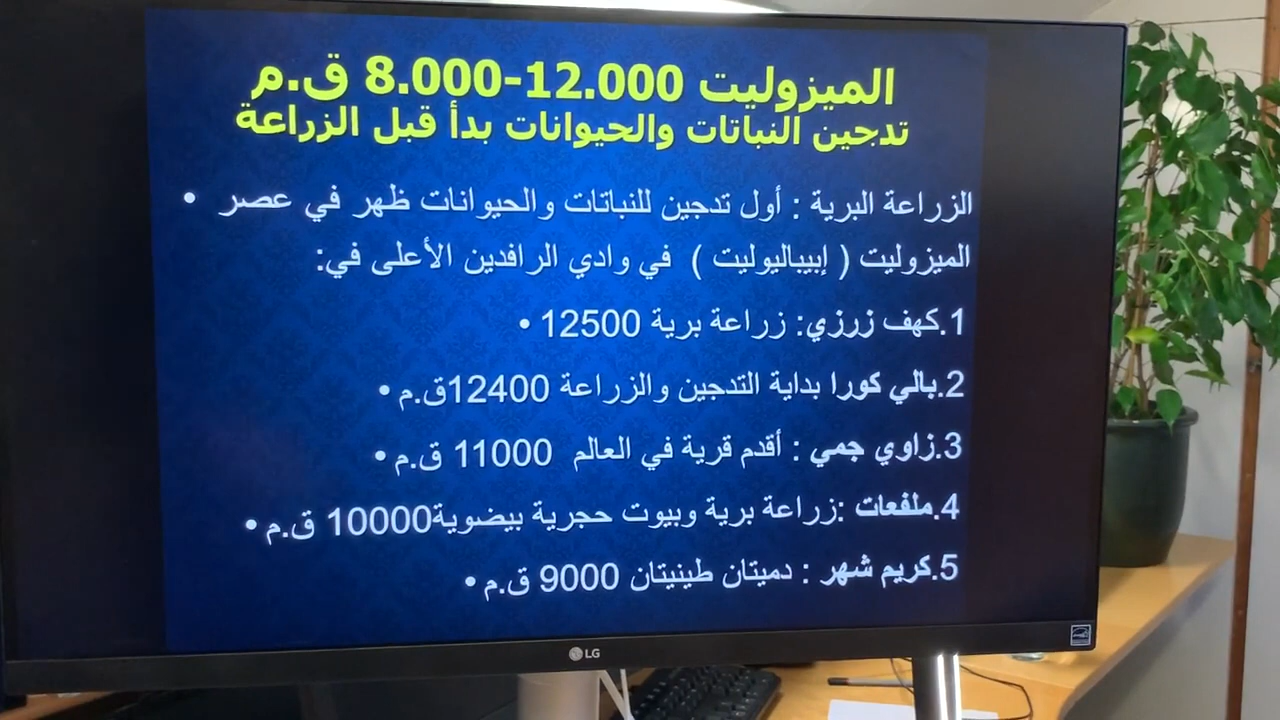 الميزوليت 12.000-8.000 ق.م
تدجين النباتات والحيوانات بدأ قبل الزراعة
الزراعة البرية : أول تدجين للنباتات والحيوانات ظهر في عصر •
الميزوليت ( إبيباليوليت ) في وادي الرافدين الأعلى في:
1.كهف زرزي: زراعة برية 12500 •
2.بالي كورا بداية التدجين والزراعة 12400ق.م •
3.زاوي جمي : أقدم قرية في العالم 11000 ق.م •
4.ملفعات :زراعة برية وبيوت حجرية بيضوية10000 ق.م •
5.كريم شهر : دميتان طينيتان 9000 ق.م •
LG